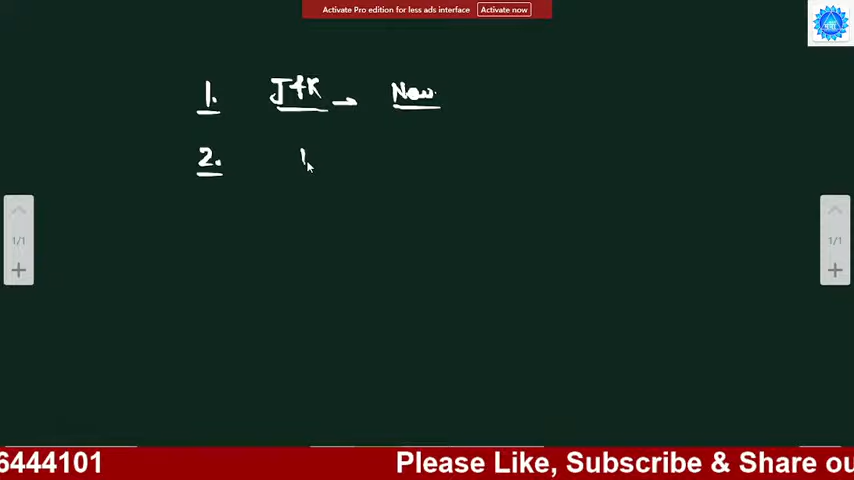 Activate Pro edition for less ads interface Activate now
1. J&K → Nov.
2.
1/1
1/1
6444101 Please Like, Subscribe & Share ou